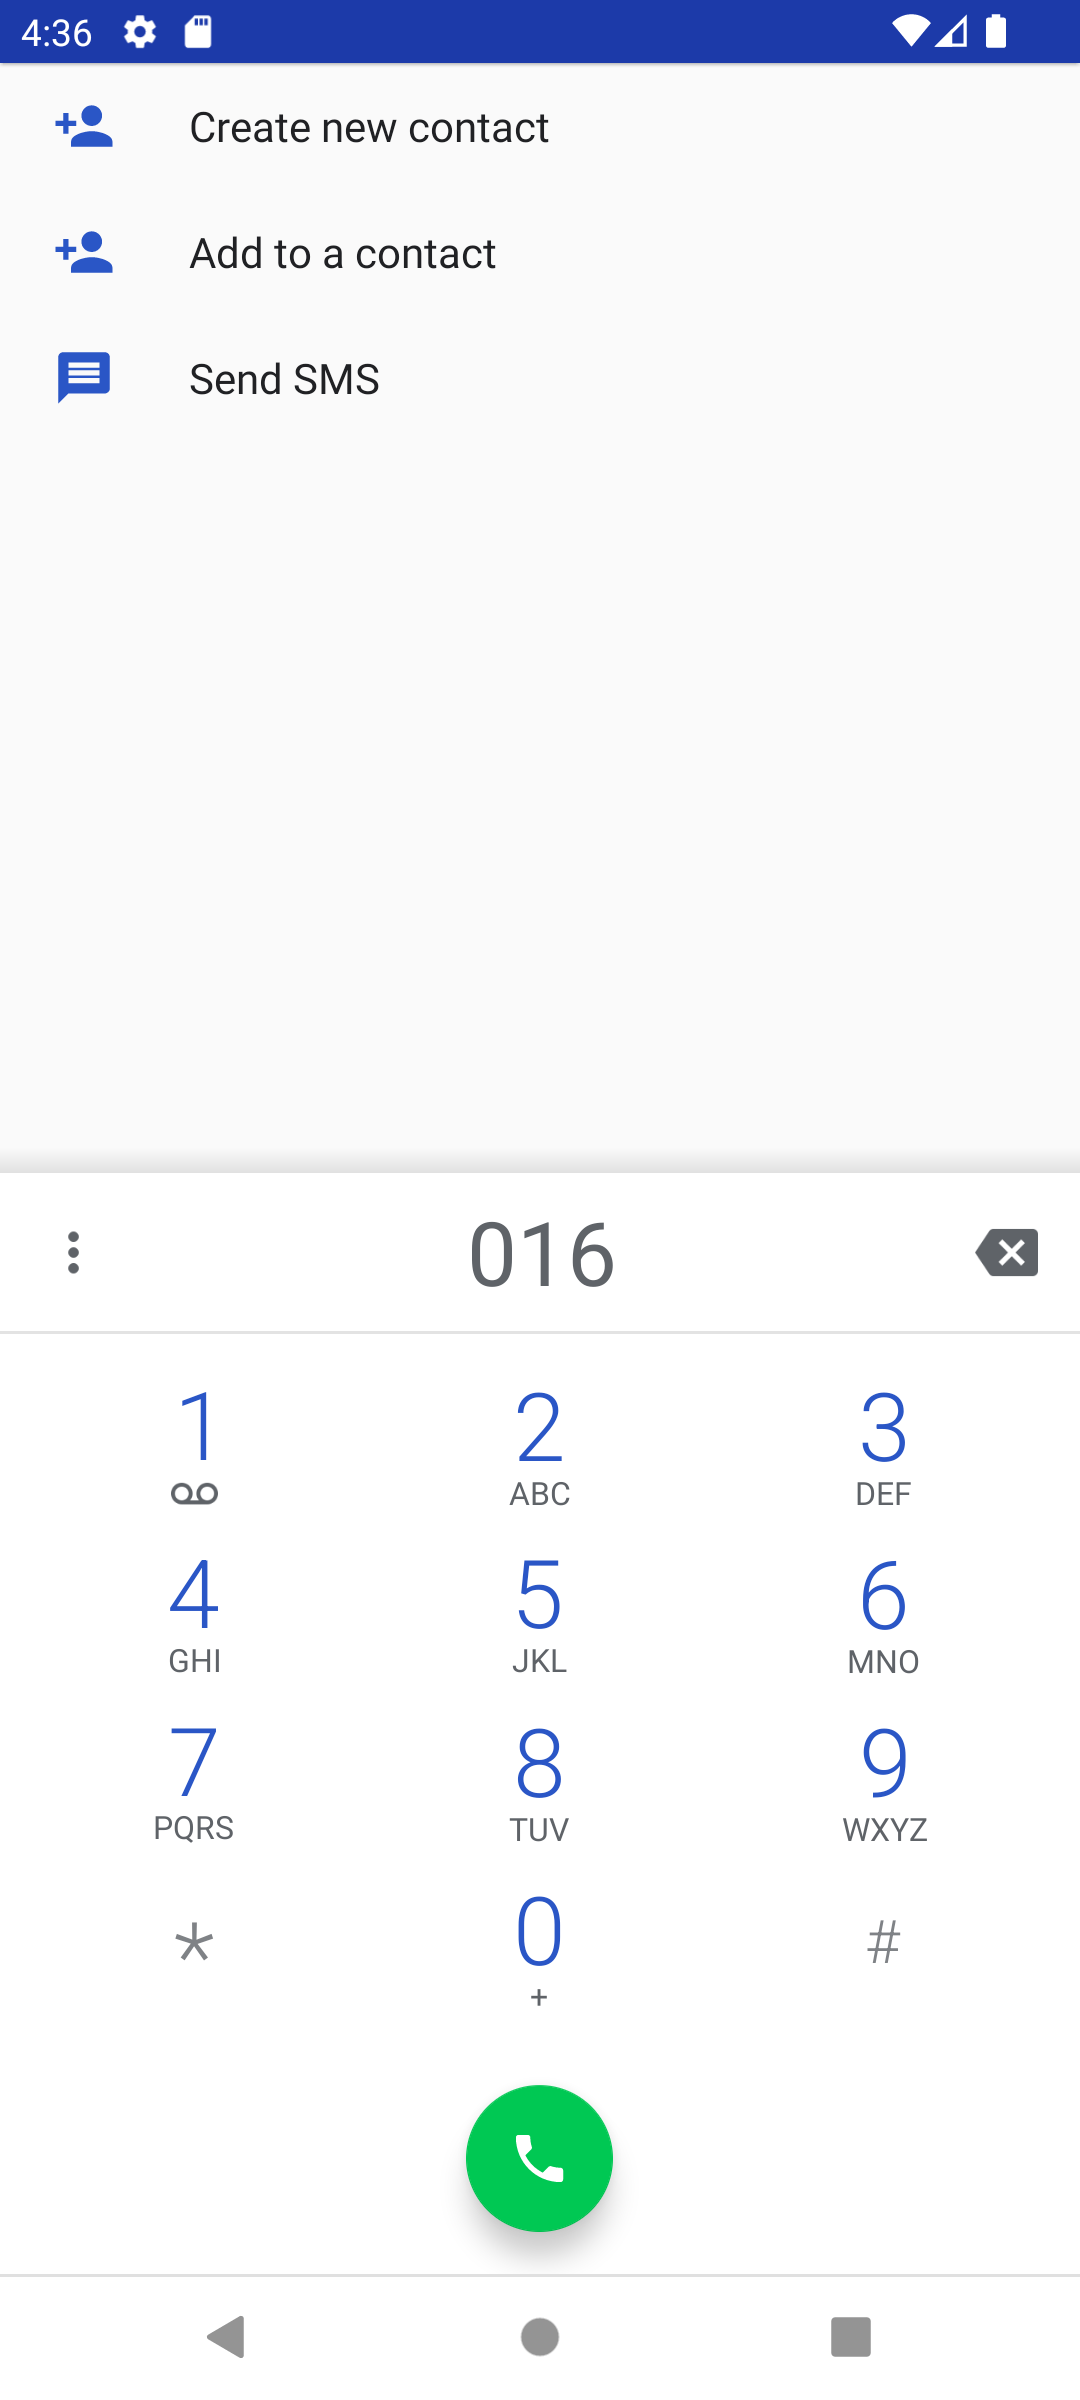 4:36
Create new contact
Add to a contact
Send SMS
016
1 2 3
ABC DEF
4 5 6
GHI JKL MNO
7 8 9
PQRS TUV WXYZ
* 0 #
+